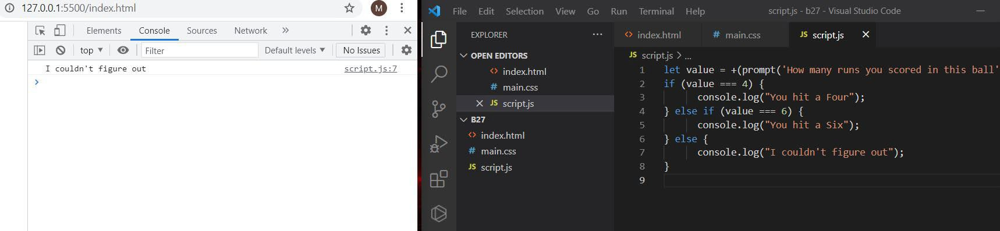 127.0.0.1:5500/index.html
M
Elements Console Sources Network »
top Filter Default levels No Issues
I couldn't figure out script.js:7
File Edit Selection View Go Run Terminal Help script.js - b27 - Visual Studio Code
EXPLORER
OPEN EDITORS
index.html
main.css
JS script.js
B27
index.html
main.css
JS script.js
index.html main.css JS script.js
JS script.js > ...
1 let value = +(prompt('How many runs you scored in this ball'
2 if (value === 4) {
3 console.log("You hit a Four");
4 } else if (value === 6) {
5 console.log("You hit a Six");
6 } else {
7 console.log("I couldn't figure out");
8 }
9